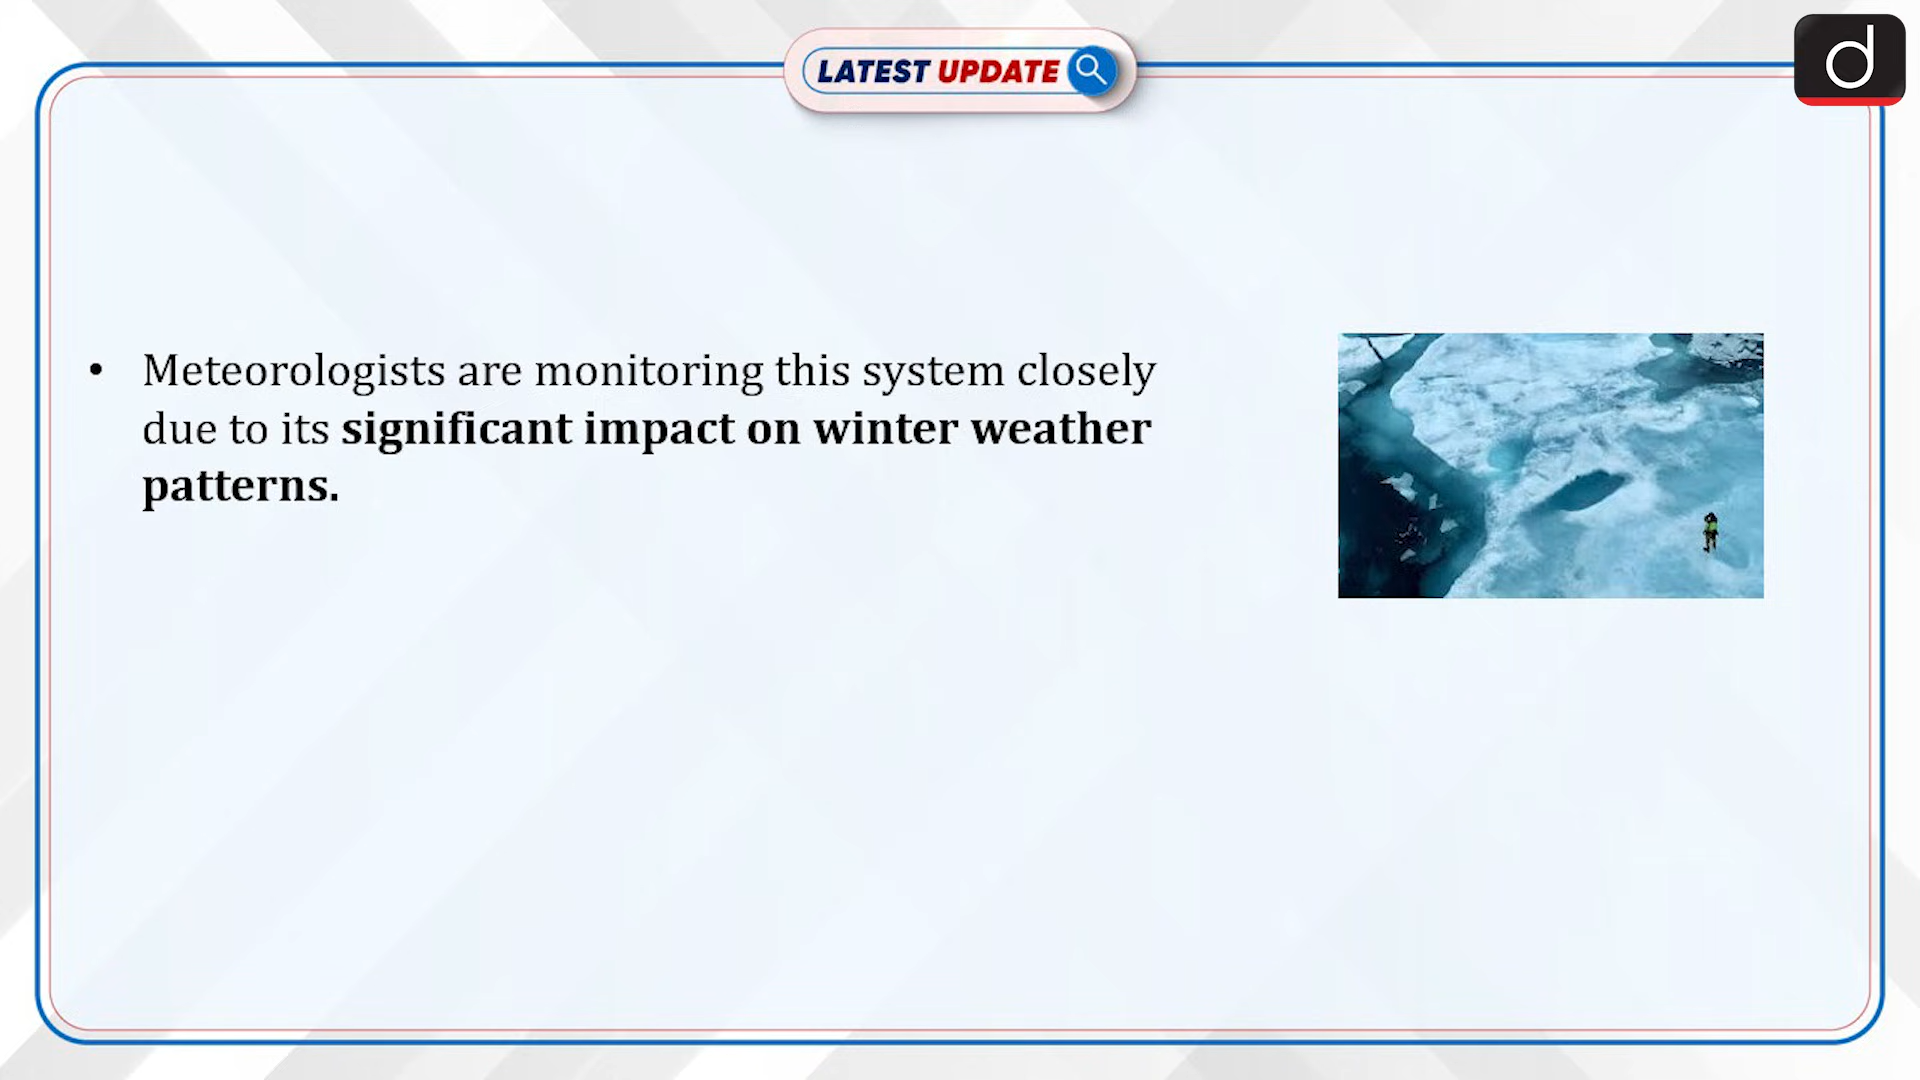 LATEST UPDATE
d
• Meteorologists are monitoring this system closely
due to its significant impact on winter weather
patterns.